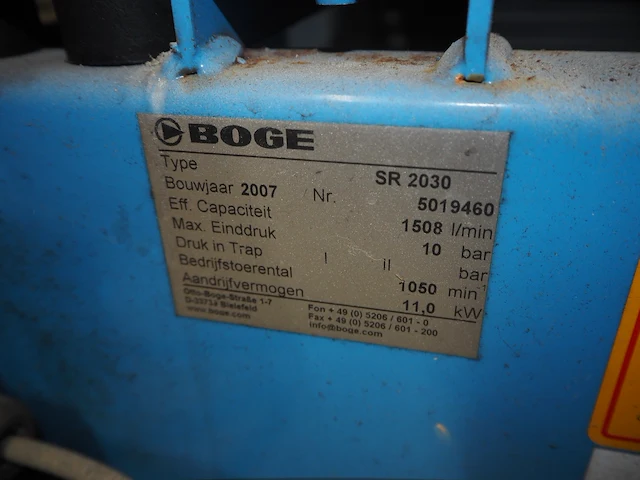 BOGE
Type SR 2030
Bouwjaar 2007 Nr. 5019460
Eff. Capaciteit 1508 l/min
Max. Einddruk 10 bar
Druk in Trap I II bar
Bedrijfstoerental 1050 min⁻¹
Aandrijfvermogen 11,0 kW
Otto-Boge-Straße 1-7 Fon + 49 (0) 5206 / 601 - 0
D-33739 Bielefeld Fax + 49 (0) 5206 / 601 - 200
www.boge.com info@boge.com